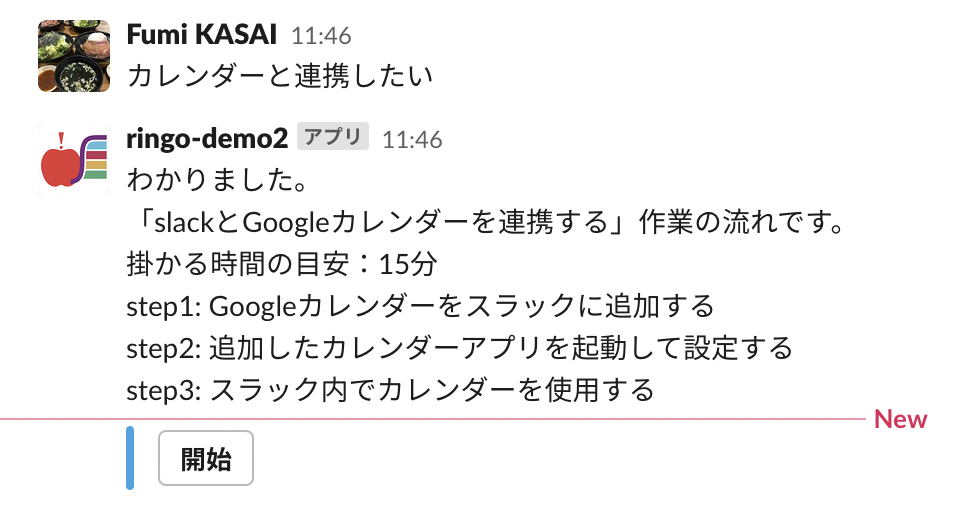 Fumi KASAI 11:46
カレンダーと連携したい
ringo-demo2 アプリ 11:46
わかりました。
「slackとGoogleカレンダーを連携する」作業の流れです。
掛かる時間の目安：15分
step1: Googleカレンダーをスラックに追加する
step2: 追加したカレンダーアプリを起動して設定する
step3: スラック内でカレンダーを使用する
New
開始